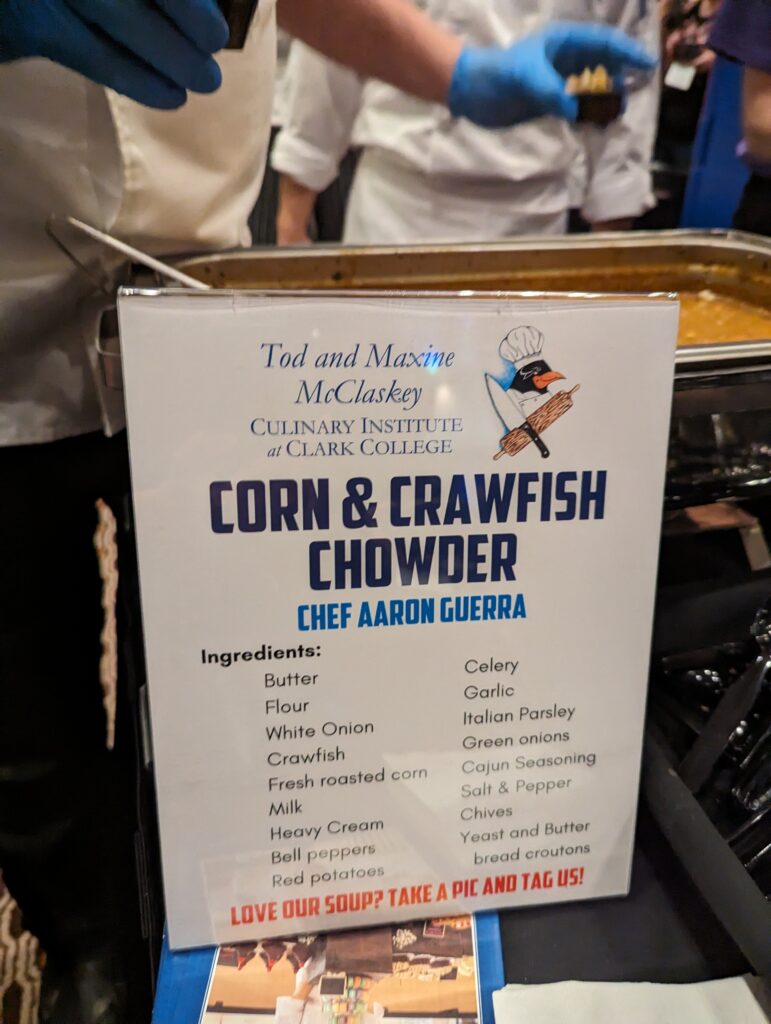 Tod and Maxine
McClaskey
CULINARY INSTITUTE
at CLARK COLLEGE
CORN & CRAWFISH
CHOWDER
CHEF AARON GUERRA
Ingredients:
Butter
Flour
White Onion
Crawfish
Fresh roasted corn
Milk
Heavy Cream
Bell peppers
Red potatoes
Celery
Garlic
Italian Parsley
Green onions
Cajun Seasoning
Salt & Pepper
Chives
Yeast and Butter
bread croutons
LOVE OUR SOUP? TAKE A PIC AND TAG US!